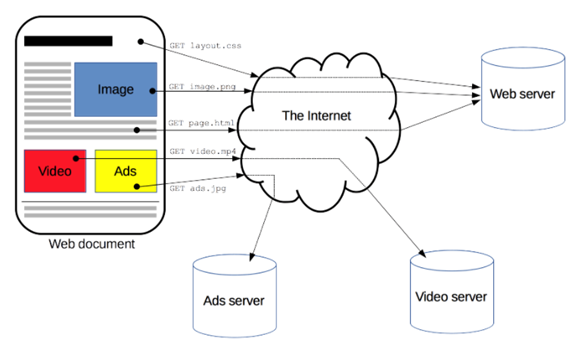 GET layout.css
Image
GET image.png
The Internet
Web server
GET page.html
Video
Ads
GET video.mp4
GET ads.jpg
Web document
Ads server
Video server